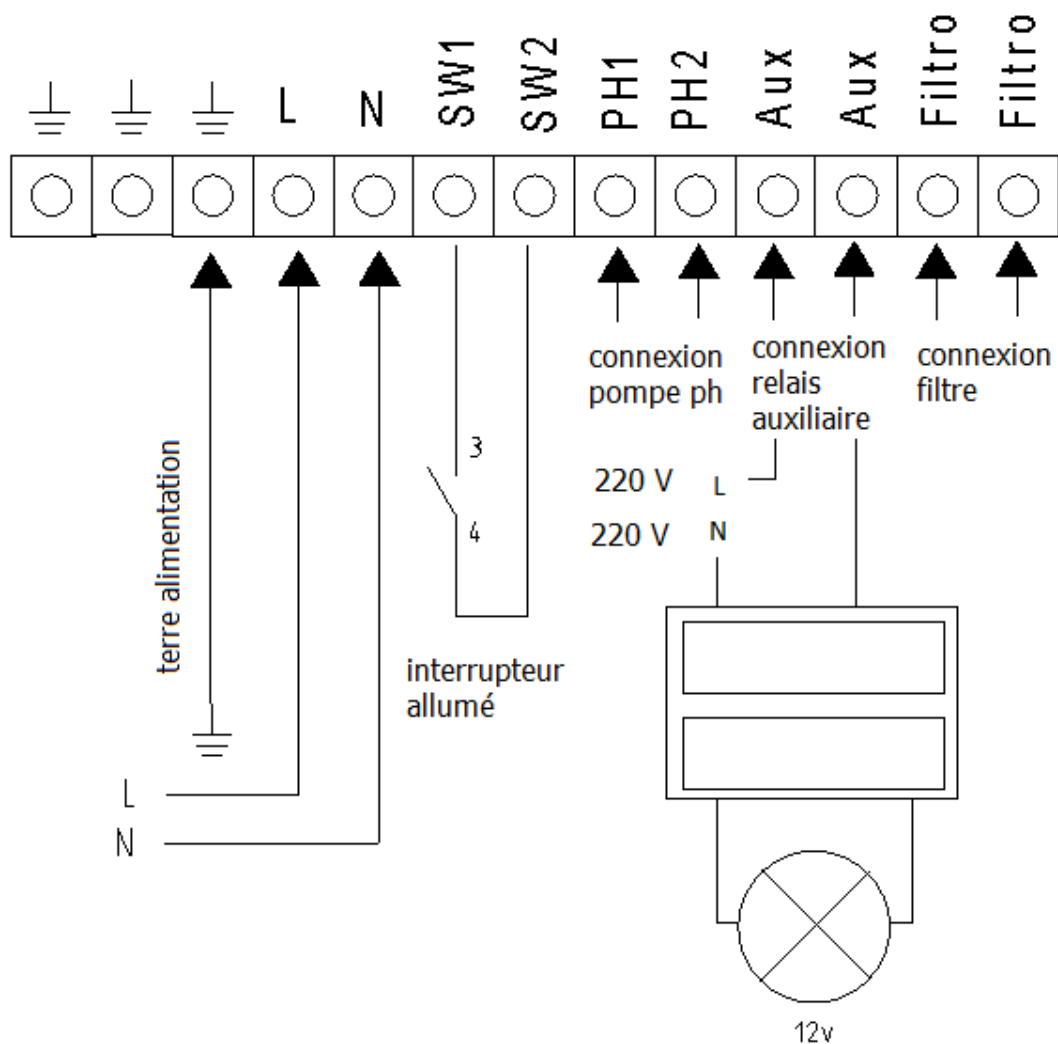 L
N
SW1
SW2
PH1
PH2
Aux
Aux
Filtro
Filtro
connexion
pompe ph
connexion
relais
auxiliaire
connexion
filtre
terre alimentation
3
4
220 V L
220 V N
interrupteur
allumé
L
N
12v